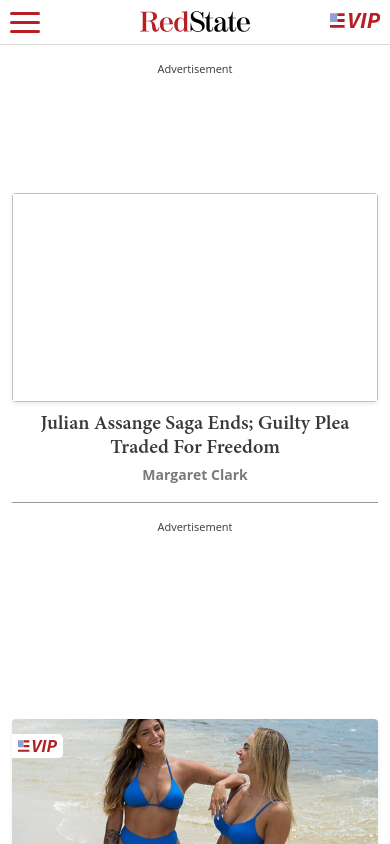 RedState
VIP
Advertisement
Julian Assange Saga Ends; Guilty Plea
Traded For Freedom
Margaret Clark
Advertisement
VIP